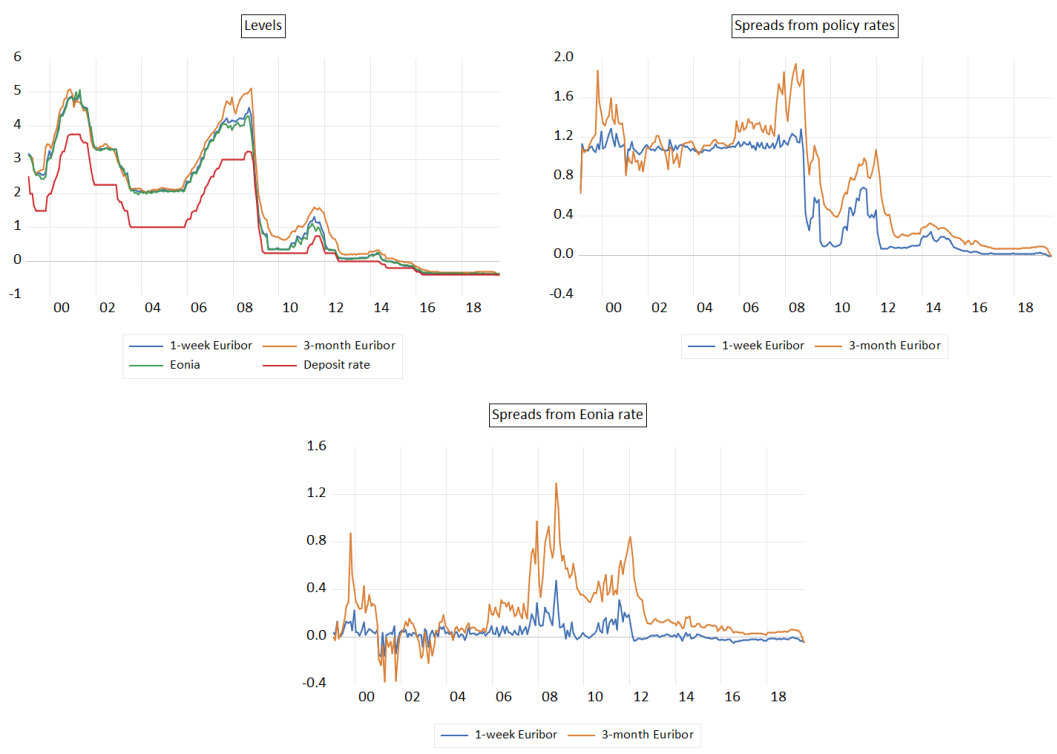 Levels
6
5
4
3
2
1
0
-1
00 02 04 06 08 10 12 14 16 18
1-week Euribor 3-month Euribor
Eonia Deposit rate
Spreads from policy rates
2.0
1.6
1.2
0.8
0.4
0.0
-0.4
00 02 04 06 08 10 12 14 16 18
1-week Euribor 3-month Euribor
Spreads from Eonia rate
1.6
1.2
0.8
0.4
0.0
-0.4
00 02 04 06 08 10 12 14 16 18
1-week Euribor 3-month Euribor